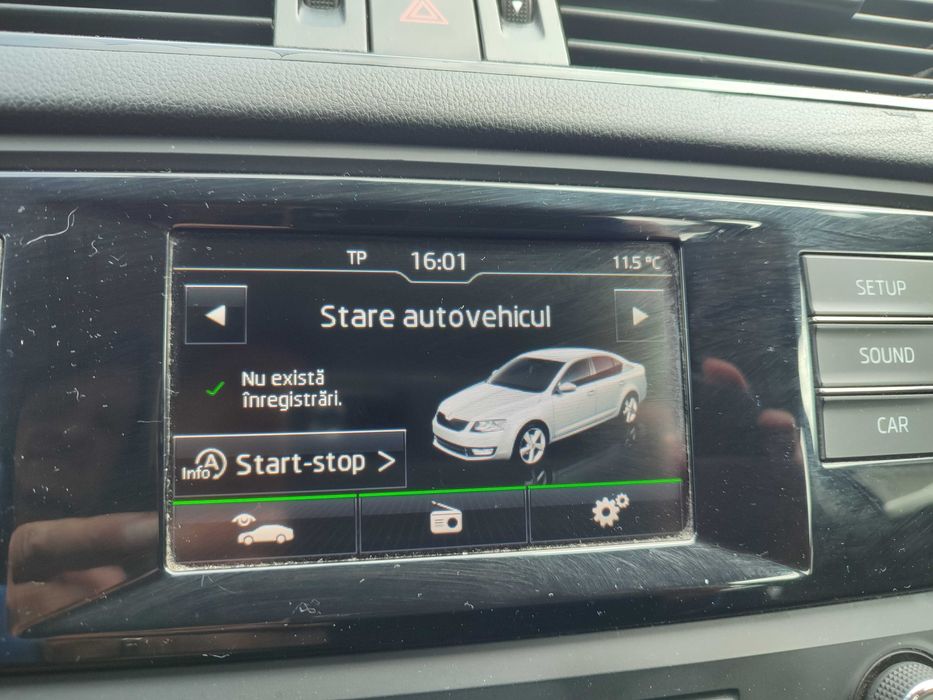 TP 16:01 11.5 °C
Stare autovehicul
Nu există
înregistrări.
Info A Start-stop >
SETUP
SOUND
CAR